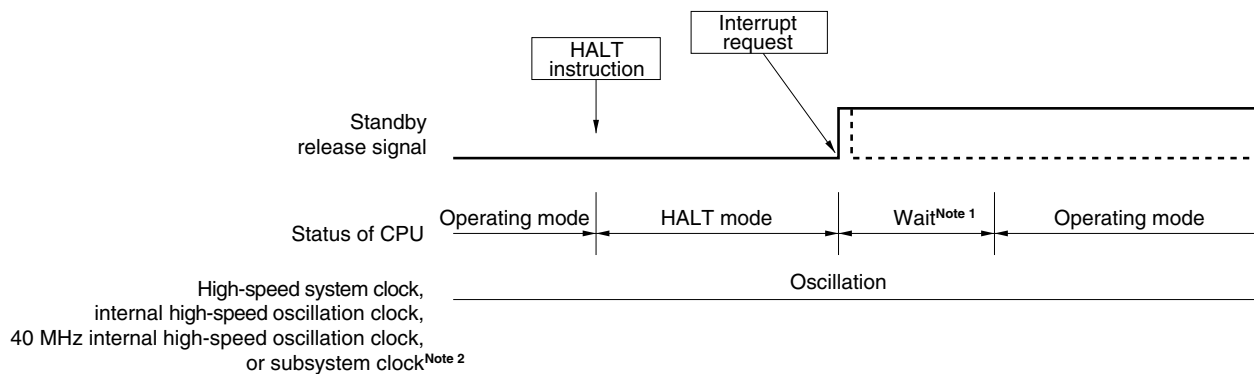 Interrupt
request
HALT
instruction
Standby
release signal
Operating mode
HALT mode
WaitNote 1
Operating mode
Status of CPU
Oscillation
High-speed system clock,
internal high-speed oscillation clock,
40 MHz internal high-speed oscillation clock,
or subsystem clockNote 2